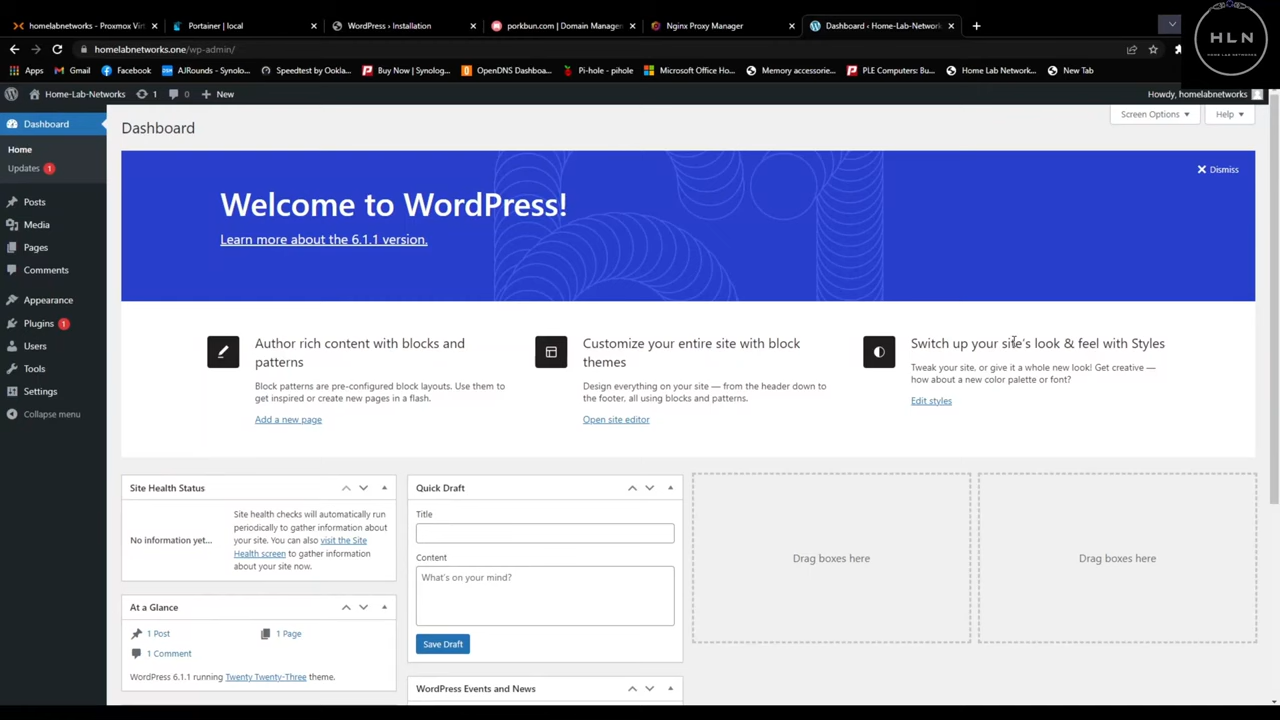 homelabnetworks - Proxmox Virt
Portainer | local
WordPress › Installation
porkbun.com | Domain Manager
Nginx Proxy Manager
Dashboard ‹ Home-Lab-Network
homelabnetworks.one/wp-admin/
HLN
HOME LAB NETWORKS
Apps
Gmail
Facebook
AJRounds - Synolo...
Speedtest by Ookla...
Buy Now | Synolog...
OpenDNS Dashboa...
Pi-hole - pihole
Microsoft Office Ho...
Memory accessorie...
PLE Computers: Bu...
Home Lab Network...
New Tab
Home-Lab-Networks
1
0
+ New
Howdy, homelabnetworks
Dashboard
Home
Updates 1
Posts
Media
Pages
Comments
Appearance
Plugins 1
Users
Tools
Settings
Collapse menu
Dashboard
Screen Options
Help
Dismiss
Welcome to WordPress!
Learn more about the 6.1.1 version.
Author rich content with blocks and
patterns
Block patterns are pre-configured block layouts. Use them to
get inspired or create new pages in a flash.
Add a new page
Customize your entire site with block
themes
Design everything on your site — from the header down to
the footer, all using blocks and patterns.
Open site editor
Switch up your site's look & feel with Styles
Tweak your site, or give it a whole new look! Get creative —
how about a new color palette or font?
Edit styles
Site Health Status
No information yet...
Site health checks will automatically run
periodically to gather information about
your site. You can also visit the Site
Health screen to gather information
about your site now.
At a Glance
1 Post
1 Page
1 Comment
WordPress 6.1.1 running Twenty Twenty-Three theme.
Quick Draft
Title
Content
What's on your mind?
Save Draft
WordPress Events and News
Drag boxes here
Drag boxes here